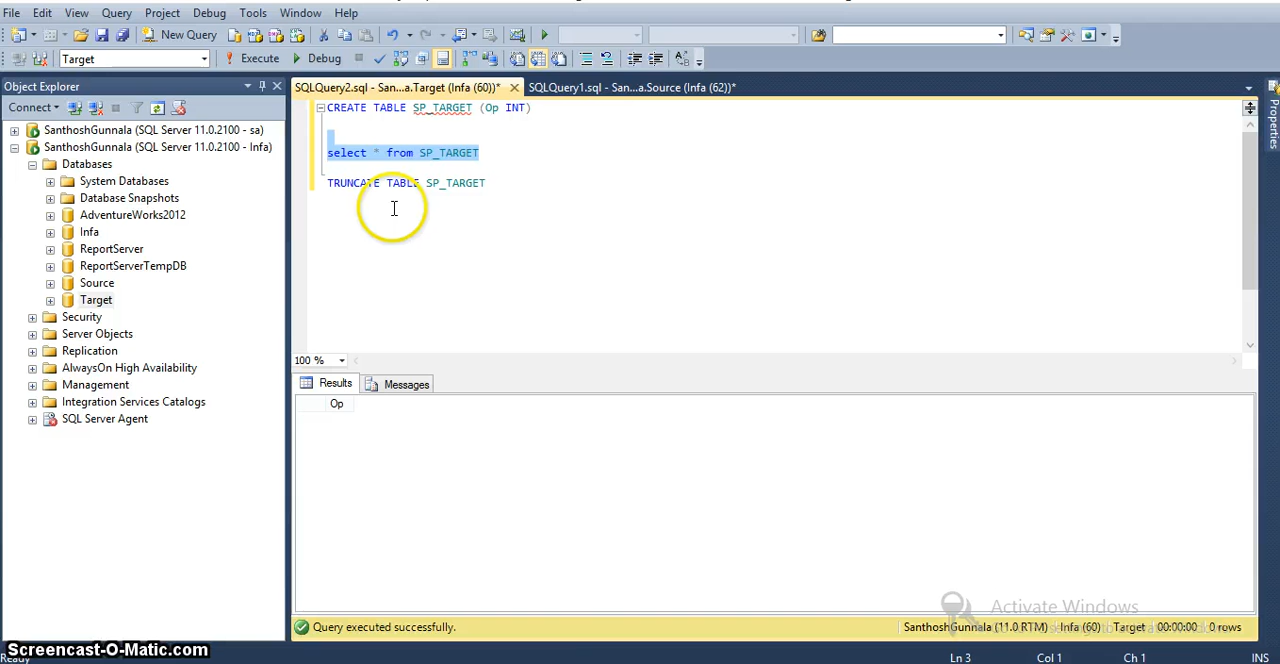 File Edit View Query Project Debug Tools Window Help
New Query
Target Execute Debug
Object Explorer
SQLQuery2.sql - San...a.Target (Infa (60))* SQLQuery1.sql - San...a.Source (Infa (62))*
Connect
SanthoshGunnala (SQL Server 11.0.2100 - sa)
SanthoshGunnala (SQL Server 11.0.2100 - Infa)
Databases
System Databases
Database Snapshots
AdventureWorks2012
Infa
ReportServer
ReportServerTempDB
Source
Target
Security
Server Objects
Replication
AlwaysOn High Availability
Management
Integration Services Catalogs
SQL Server Agent
CREATE TABLE SP_TARGET (Op INT)
select * from SP_TARGET
TRUNCATE TABLE SP_TARGET
100 %
Results Messages
Op
Properties
Activate Windows
Query executed successfully. SanthoshGunnala (11.0 RTM) Infa (60) Target 00:00:00 0 rows
Screencast-O-Matic.com
Ready Ln 3 Col 1 Ch 1 INS